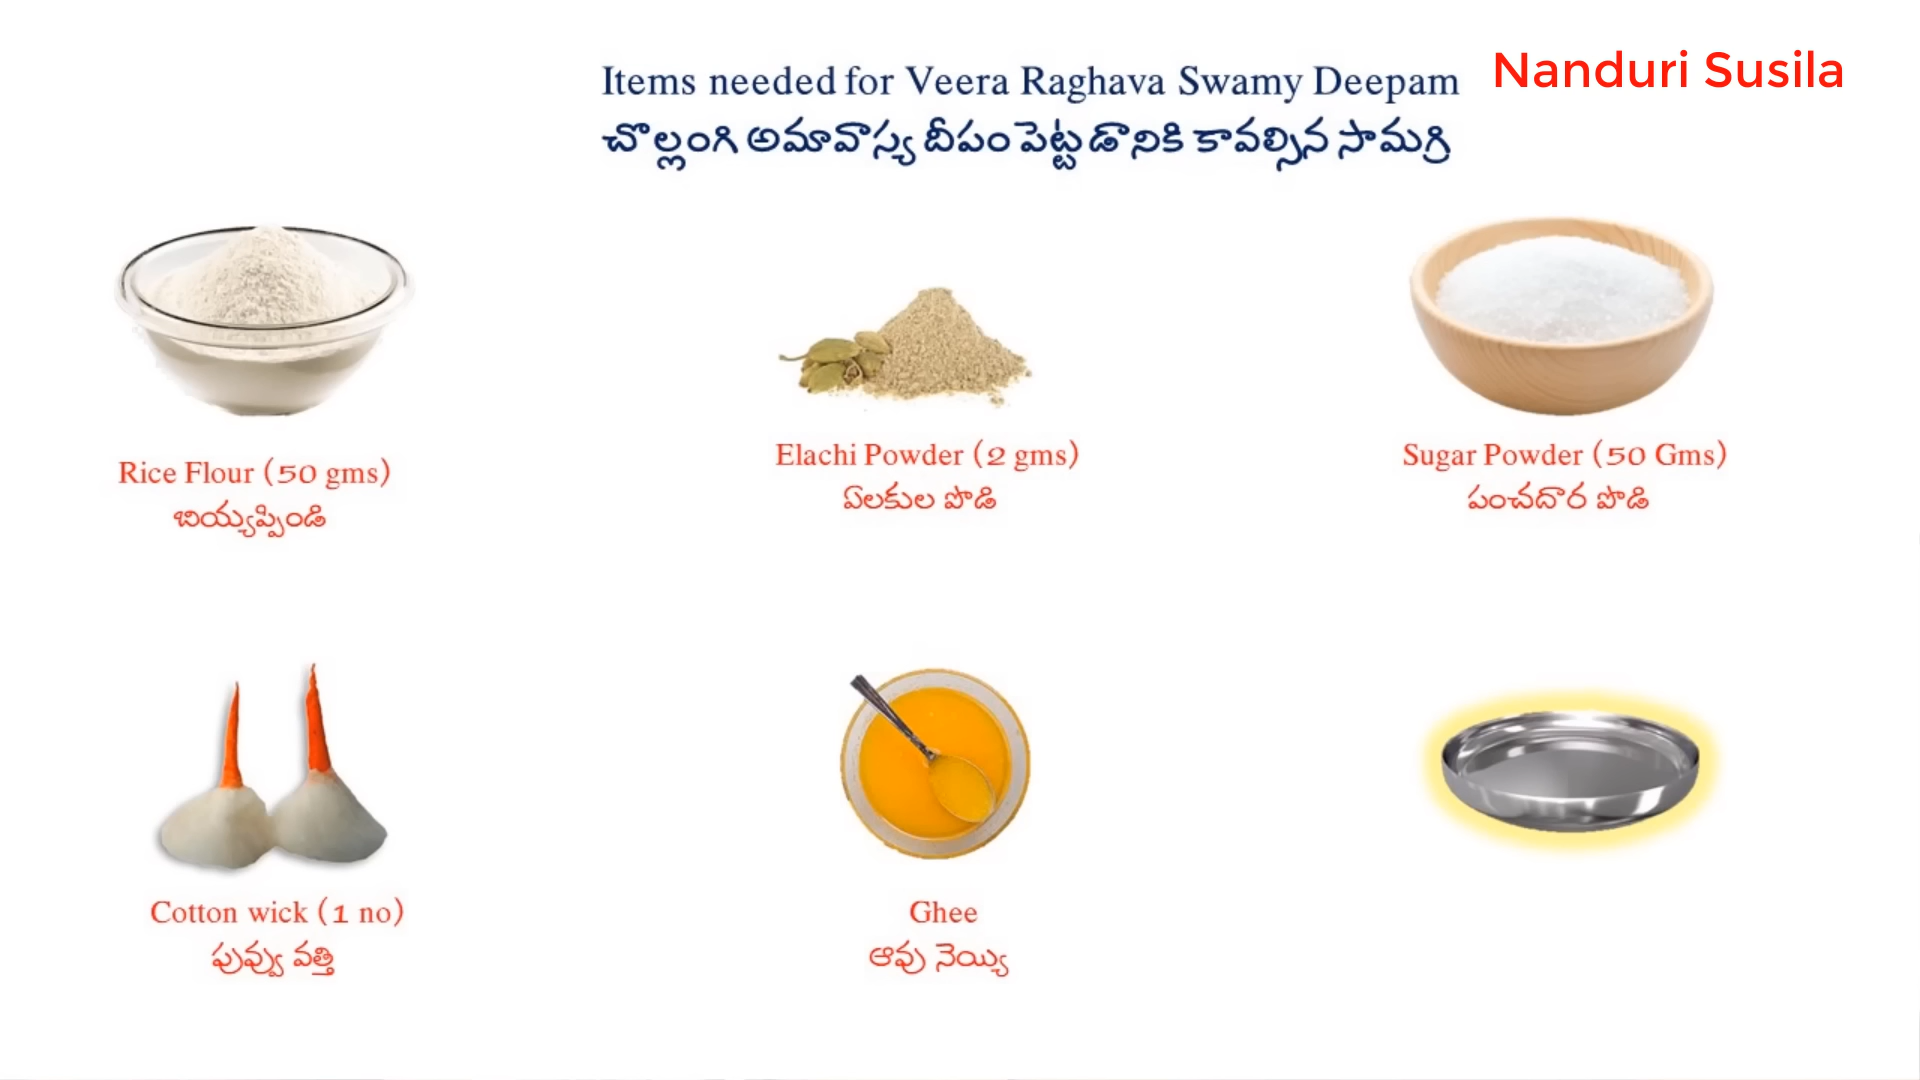 Items needed for Veera Raghava Swamy Deepam
Nanduri Susila
చొల్లంగి అమావాస్య దీపం పెట్టడానికి కావల్సిన సామగ్రి
Rice Flour (50 gms)
బియ్యప్పిండి
Elachi Powder (2 gms)
ఏలకుల పొడి
Sugar Powder (50 Gms)
పంచదార పొడి
Cotton wick (1 no)
పువ్వు వత్తి
Ghee
ఆవు నెయ్యి